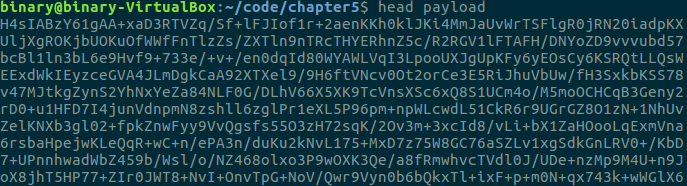 binary@binary-VirtualBox:~/code/chapter5$ head payload
H4sIABzY61gAA+xaD3RTVZq/Sf+lFJIof1r+2aenKKh0klJKi4MmJaUvWrTSFlgR0jRN20iadpKX
UljXgROKjbUOKuOfWWfFnTlzZs/ZXTln9nTRcTHYERhnZ5c/R2RGV1lFTAFH/DNYoZD9vvvubd57
bcBl1ln3bL6e9Hvf9+733e/+v+/en0dqId80WYAWLVqI3LpooUXJgUpKFy6yEOsCy6KSRQtLLQsW
EExdWkIEyzceGVA4JLmDgkCaA92XTXel9/9H6ftVNcv0Ot2orCe3E5RiJhuVbUw/fH3SxkbKSS78
v47MJtkgZynS2YhNxYeZa84NLF0G/DLhV66X5XK9TcVnsXSc6xQ8S1UCm4o/M5moOCHCqB3Geny2
rD0+u1HFD7I4junVdnpmN8zshll6zglPr1eXL5P96pm+npWLcwdL51CkR6r9UGrGZ8O1zN+1NhUv
ZelKNXb3gl02+fpkZnwFyy9VvQgsfs55O3zH72sqK/2Ov3m+3xcId8/vLi+bX1ZaHOooLqExmVna
6rsbaHpejwKLeQqR+wC+n/ePA3n/duKu2kNvL175+MxD7z75W8GC76aSZLv1xgSdkGnLRV0+/KbD
7+UPnnhwadWbZ459b/Wsl/o/NZ468olxo3P9wOXK3Qe/a8fRmwhvcTVdl0J/UDe+nzMp9M4U+n9J
oX8jhT5HP77+ZIr0JWT8+NvI+OnvTpG+NoV/Qwr9Vyn0b6bQkxTl+ixF+p+m0N+qx743k+wWGlX6